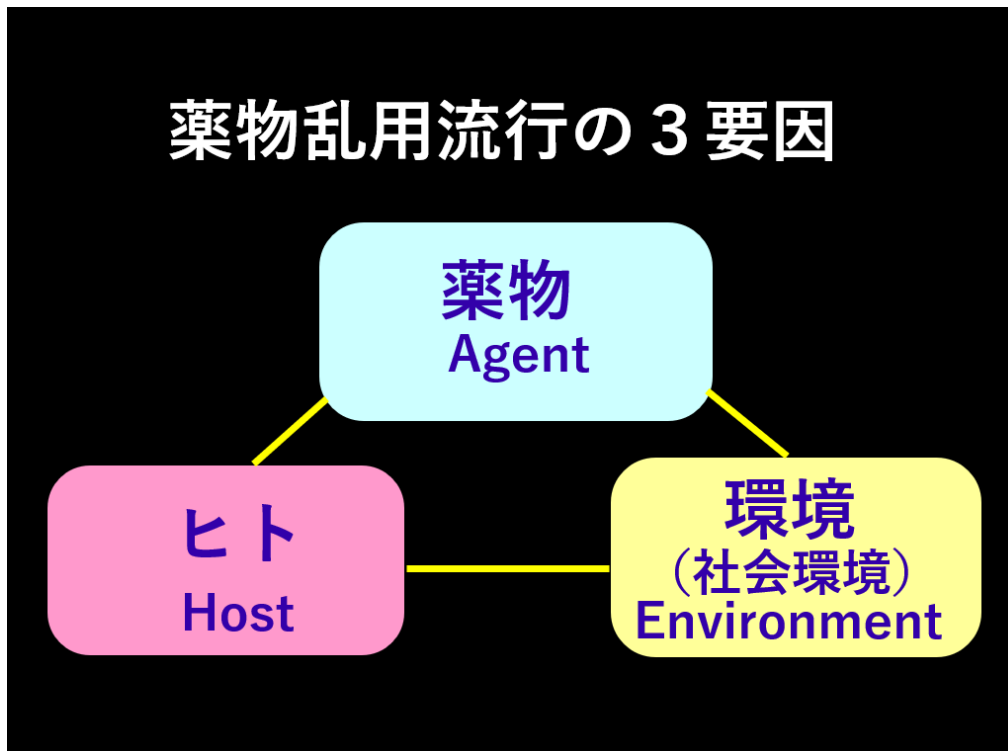 薬物乱用流行の３要因
薬物
Agent
ヒト
Host
環境
（社会環境）
Environment